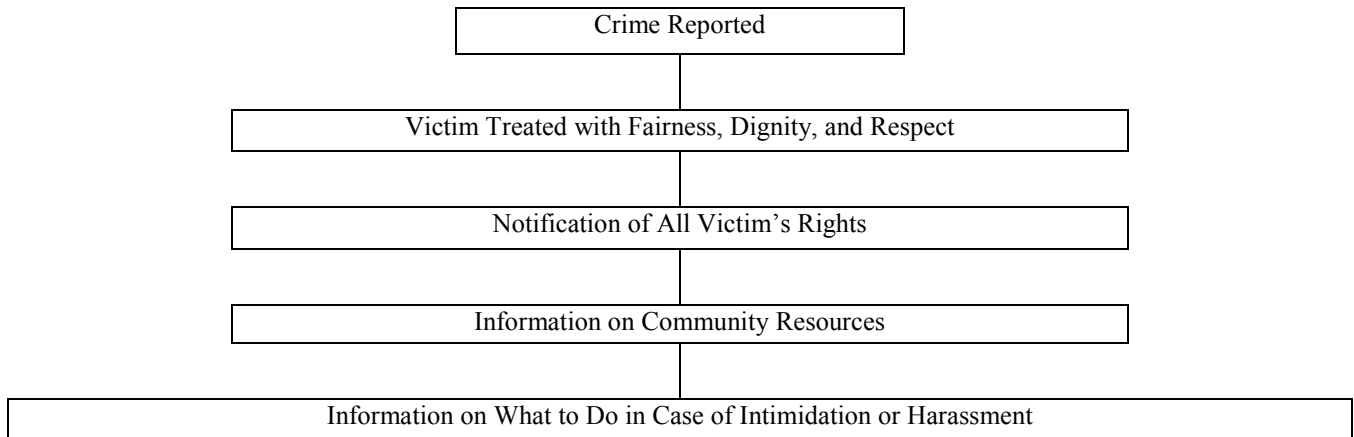 Crime Reported
Victim Treated with Fairness, Dignity, and Respect
Notification of All Victim’s Rights
Information on Community Resources
Information on What to Do in Case of Intimidation or Harassment